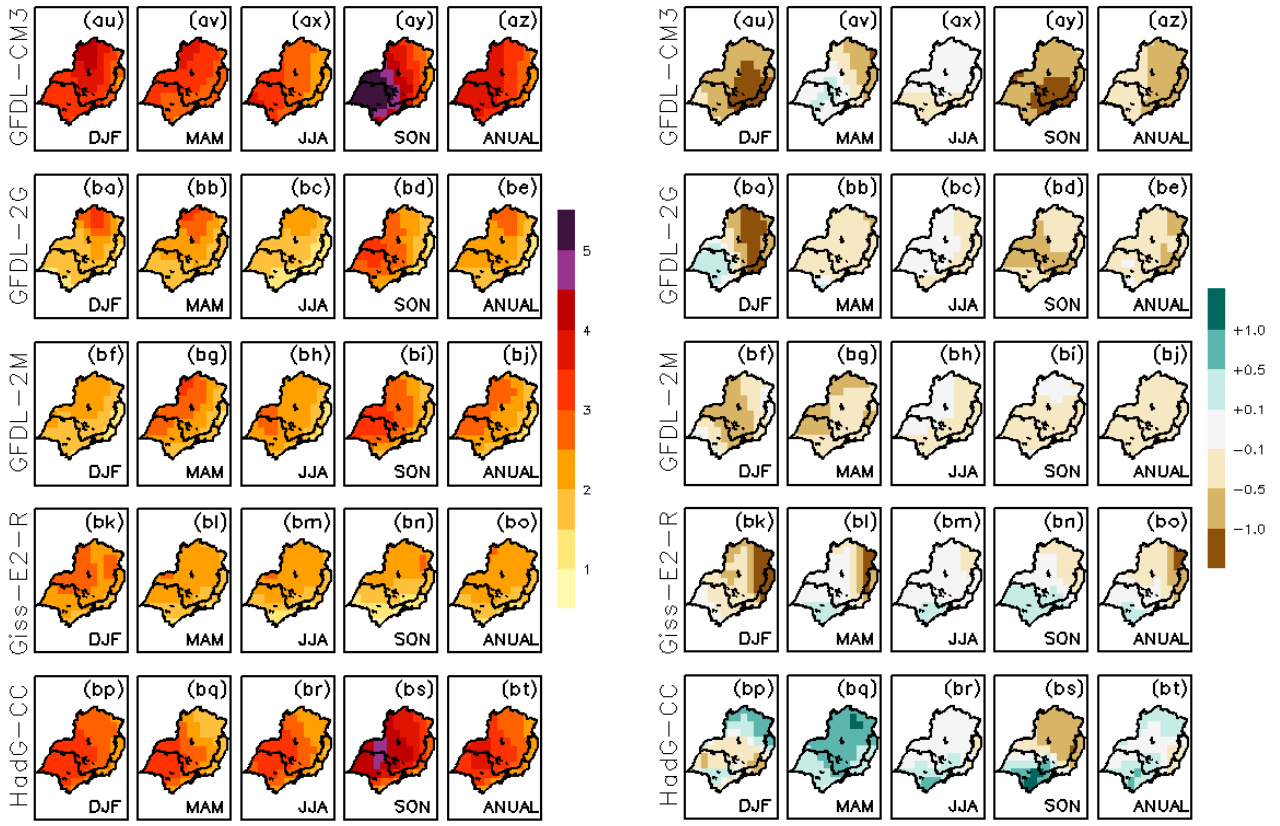 GFDL-CM3
(au) (av) (ax) (ay) (az)
DJF MAM JJA SON ANUAL
GFDL-2G
(ba) (bb) (bc) (bd) (be)
DJF MAM JJA SON ANUAL
GFDL-2M
(bf) (bg) (bh) (bi) (bj)
DJF MAM JJA SON ANUAL
Giss-E2-R
(bk) (bl) (bm) (bn) (bo)
DJF MAM JJA SON ANUAL
HadG-CC
(bp) (bq) (br) (bs) (bt)
DJF MAM JJA SON ANUAL
5
4
3
2
1
GFDL-CM3
(au) (av) (ax) (ay) (az)
DJF MAM JJA SON ANUAL
GFDL-2G
(ba) (bb) (bc) (bd) (be)
DJF MAM JJA SON ANUAL
GFDL-2M
(bf) (bg) (bh) (bi) (bj)
DJF MAM JJA SON ANUAL
Giss-E2-R
(bk) (bl) (bm) (bn) (bo)
DJF MAM JJA SON ANUAL
HadG-CC
(bp) (bq) (br) (bs) (bt)
DJF MAM JJA SON ANUAL
+1.0
+0.5
+0.1
-0.1
-0.5
-1.0